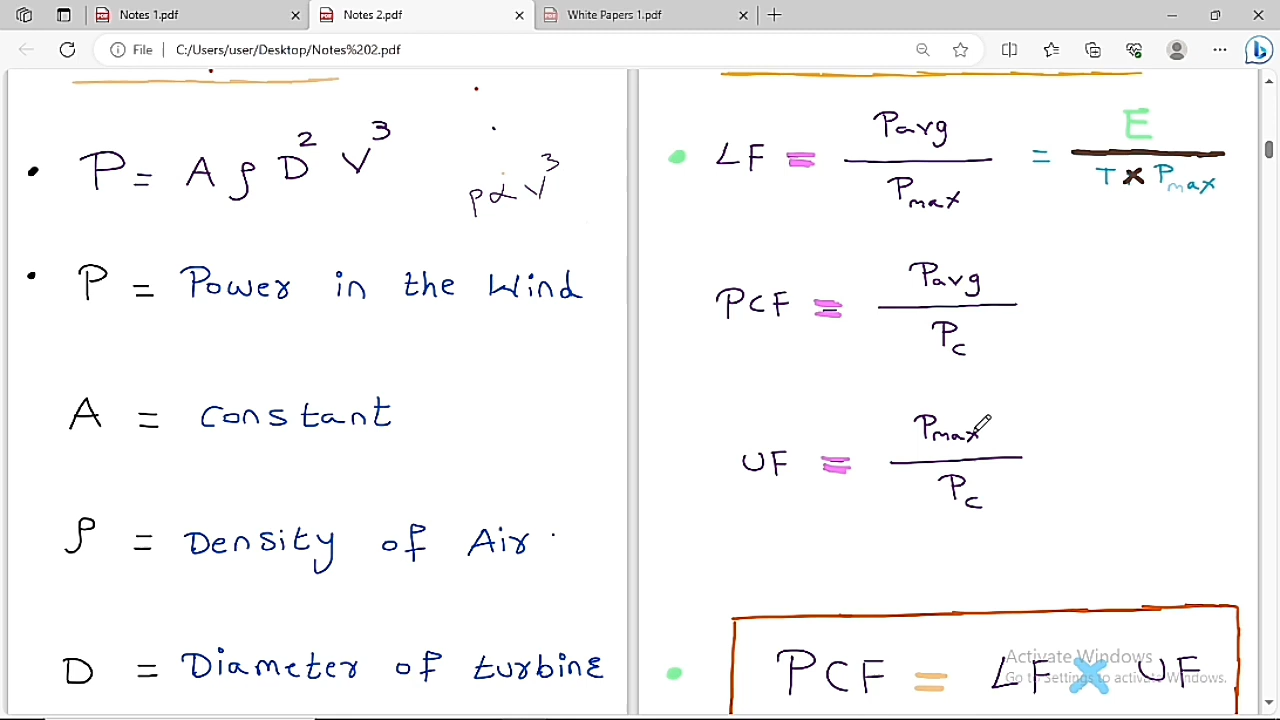 Notes 1.pdf
Notes 2.pdf
White Papers 1.pdf
File C:/Users/user/Desktop/Notes%202.pdf
• P = A ρ D² V³
P ∝ V³
• P = Power in the Wind
A = constant
ρ = Density of Air
D = Diameter of turbine
• LF = Pavg / Pmax = E / T × Pmax
PCF = Pavg / Pc
UF = Pmax / Pc
• PCF = LF × UF
Activate Windows
Go to Settings to activate Windows.